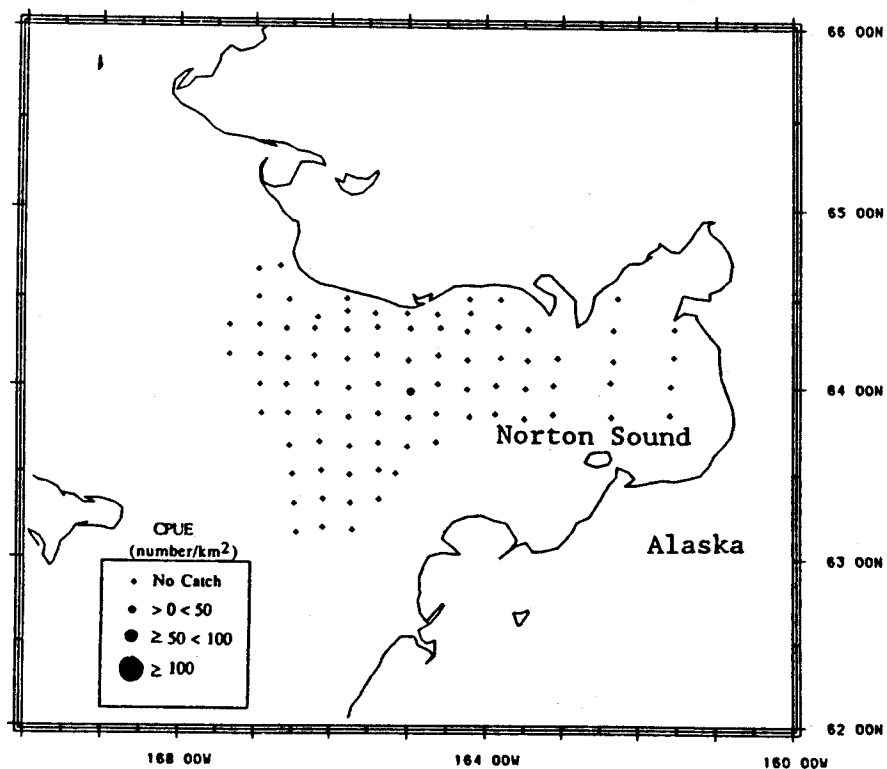 66 00N
65 00N
64 00N
Norton Sound
63 00N
Alaska
CPUE
(number/km²)
No Catch
> 0 < 50
≥ 50 < 100
≥ 100
62 00N
168 00W
164 00W
160 00W